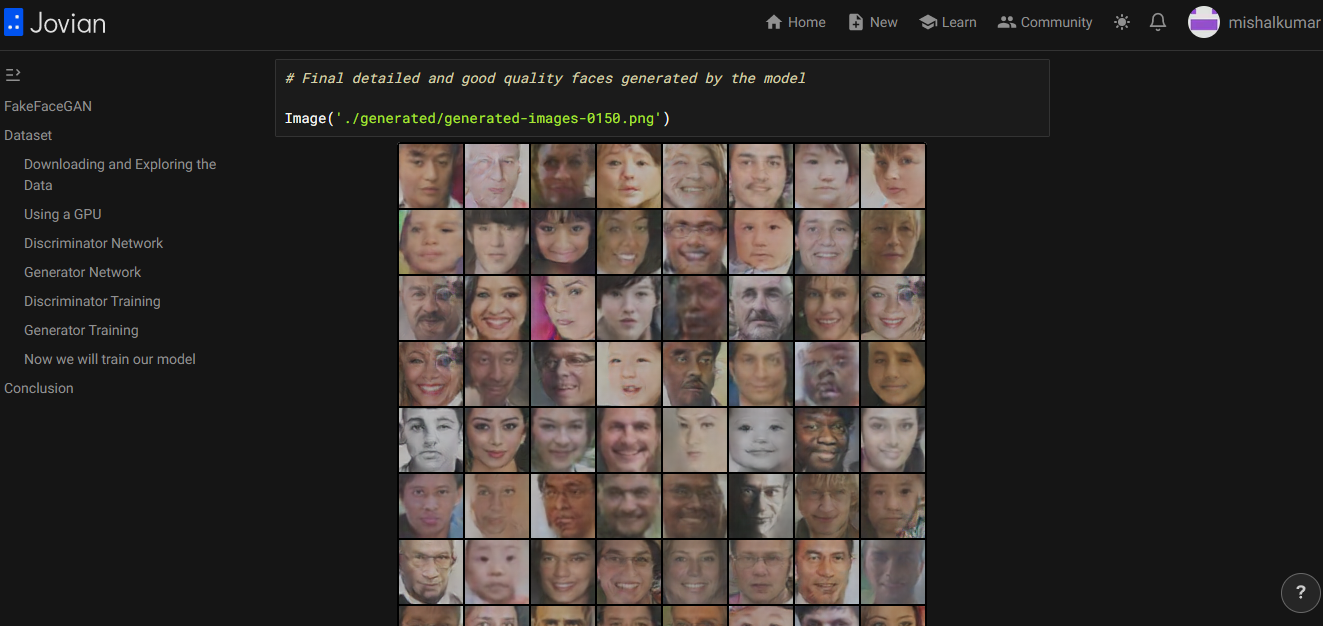 Jovian
Home
New
Learn
Community
mishalkumar
FakeFaceGAN
Dataset
Downloading and Exploring the
Data
Using a GPU
Discriminator Network
Generator Network
Discriminator Training
Generator Training
Now we will train our model
Conclusion
# Final detailed and good quality faces generated by the model
Image('./generated/generated-images-0150.png')
?